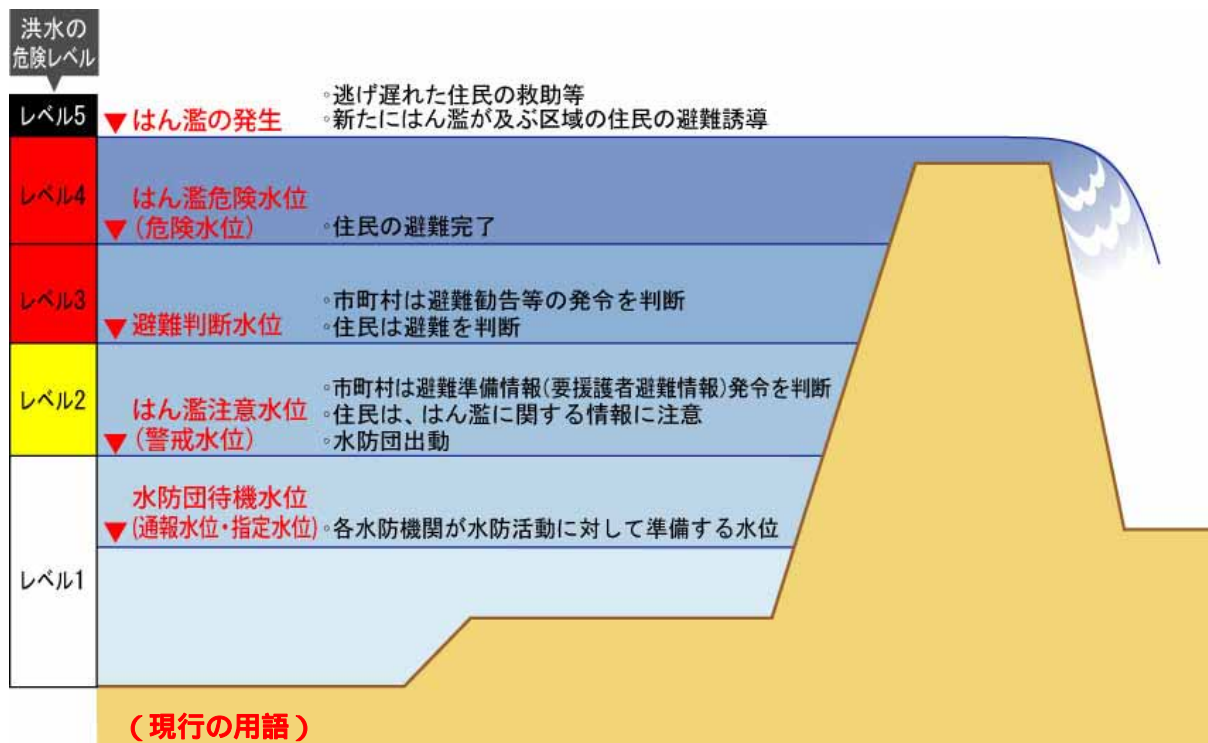 洪水の
危険レベル
レベル5
▼はん濫の発生
◦逃げ遅れた住民の救助等
◦新たにはん濫が及ぶ区域の住民の避難誘導
レベル4
はん濫危険水位
▼(危険水位)
◦住民の避難完了
レベル3
▼避難判断水位
◦市町村は避難勧告等の発令を判断
◦住民は避難を判断
レベル2
はん濫注意水位
▼(警戒水位)
◦市町村は避難準備情報(要援護者避難情報)発令を判断
◦住民は、はん濫に関する情報に注意
◦水防団出動
レベル1
水防団待機水位
▼(通報水位・指定水位)
◦各水防機関が水防活動に対して準備する水位
(現行の用語)